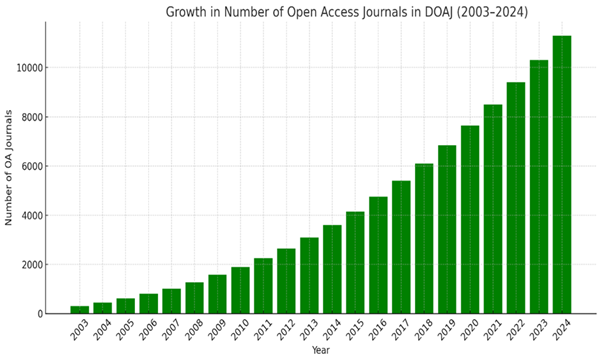 Growth in Number of Open Access Journals in DOAJ (2003–2024)
Number of OA Journals
10000
8000
6000
4000
2000
0
2003 2004 2005 2006 2007 2008 2009 2010 2011 2012 2013 2014 2015 2016 2017 2018 2019 2020 2021 2022 2023 2024
Year